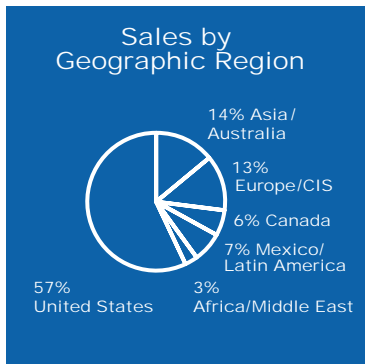 Sales by
Geographic Region
14% Asia/
Australia
13%
Europe/CIS
6% Canada
7% Mexico/
Latin America
3%
Africa/Middle East
57%
United States